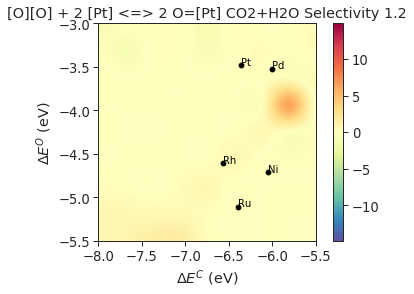 [O][O] + 2 [Pt] <=> 2 O=[Pt] CO2+H2O Selectivity 1.2
−3.0
−3.5
−4.0
−4.5
−5.0
−5.5
ΔE^O (eV)
Pt
Pd
Rh
Ni
Ru
−8.0 −7.5 −7.0 −6.5 −6.0 −5.5
ΔE^C (eV)
10
5
0
−5
−10